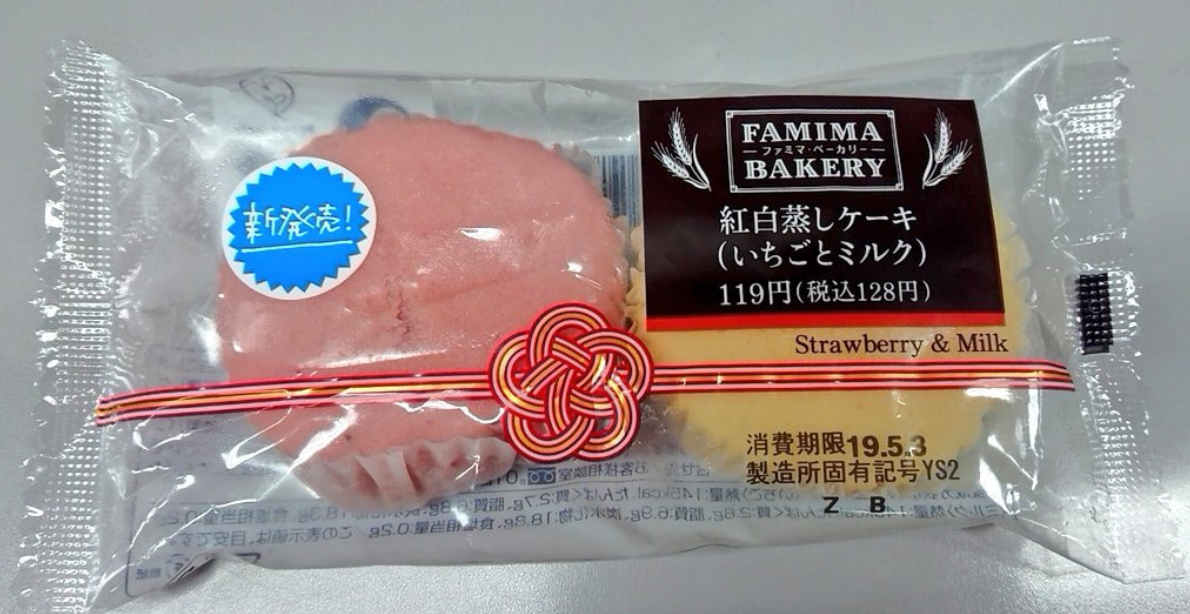 新発売!
FAMIMA
ファミマ・ベーカリー
BAKERY
紅白蒸しケーキ
(いちごとミルク)
119円(税込128円)
Strawberry & Milk
消費期限19.5.3
製造所固有記号YS2
Z B